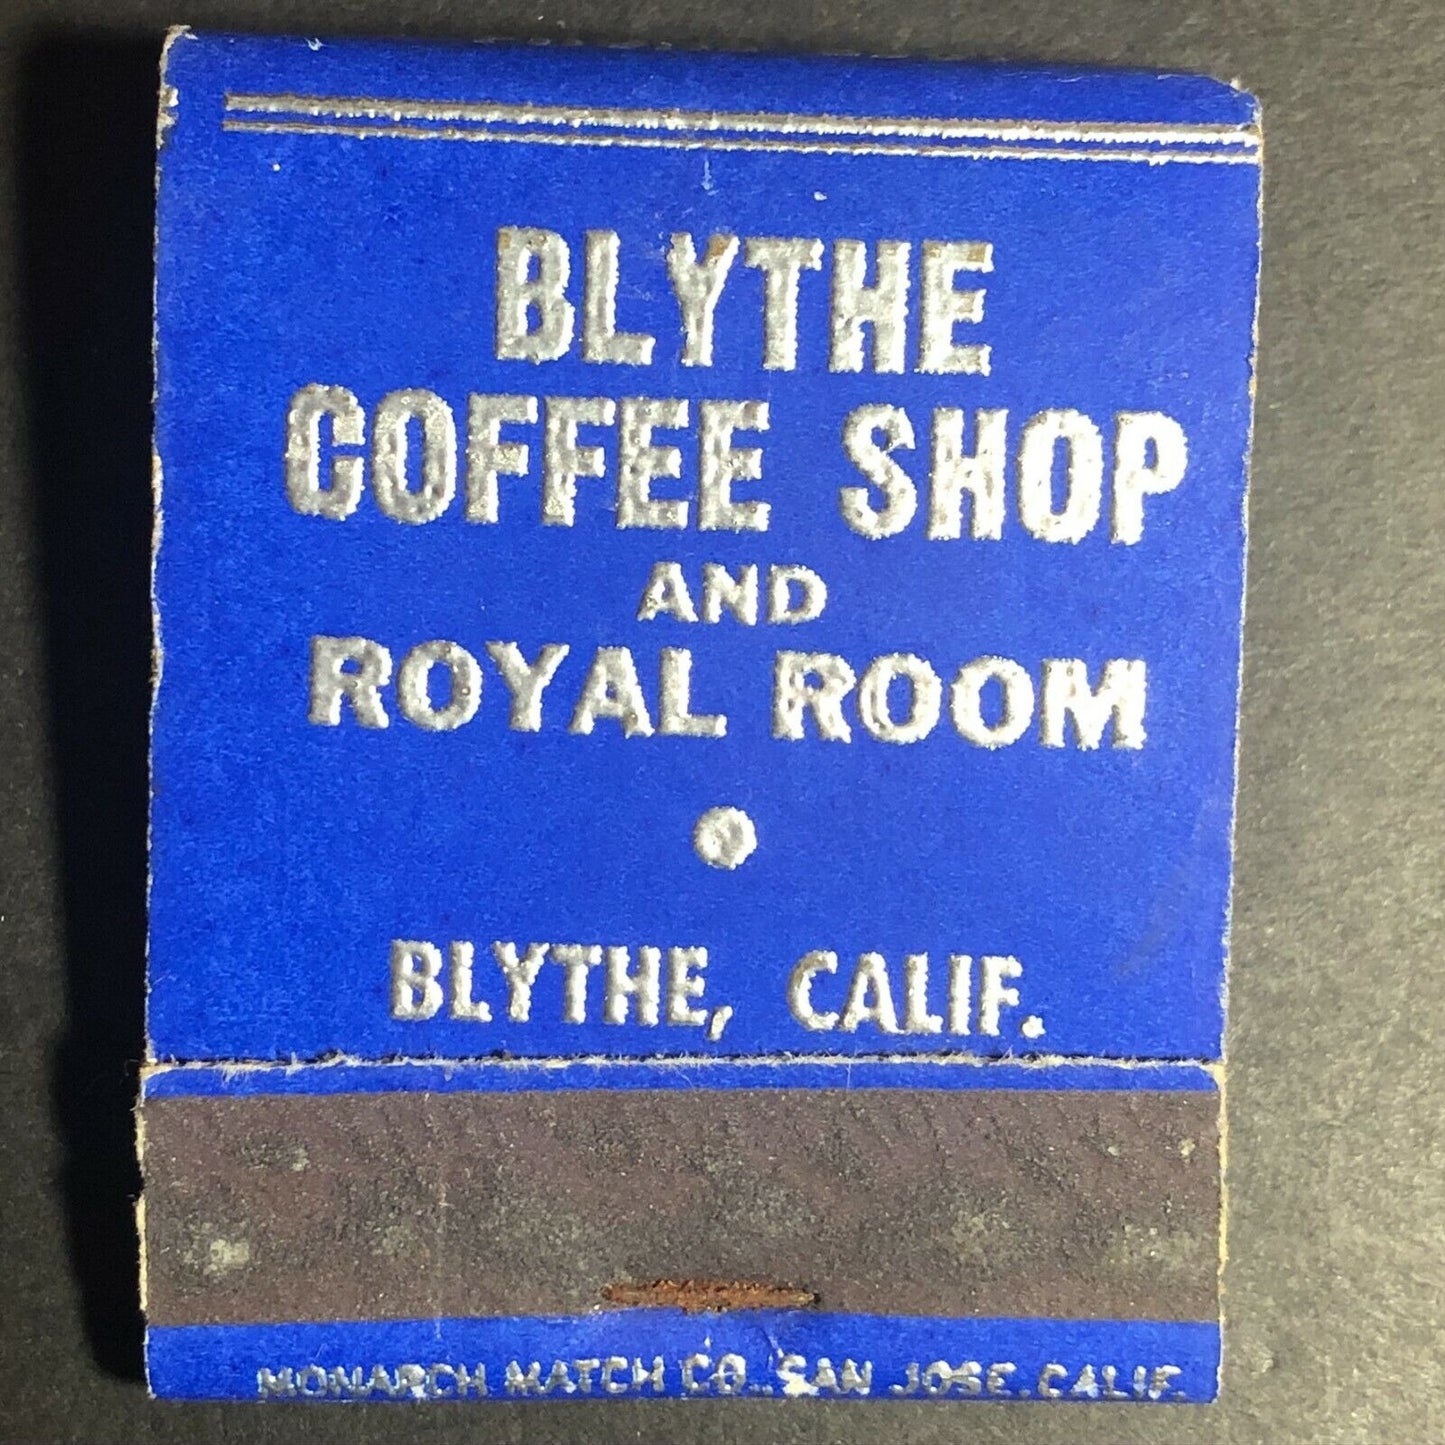 BLYTHE
COFFEE SHOP
AND
ROYAL ROOM
BLYTHE, CALIF.
MONARCH MATCH CO., SAN JOSE, CALIF.